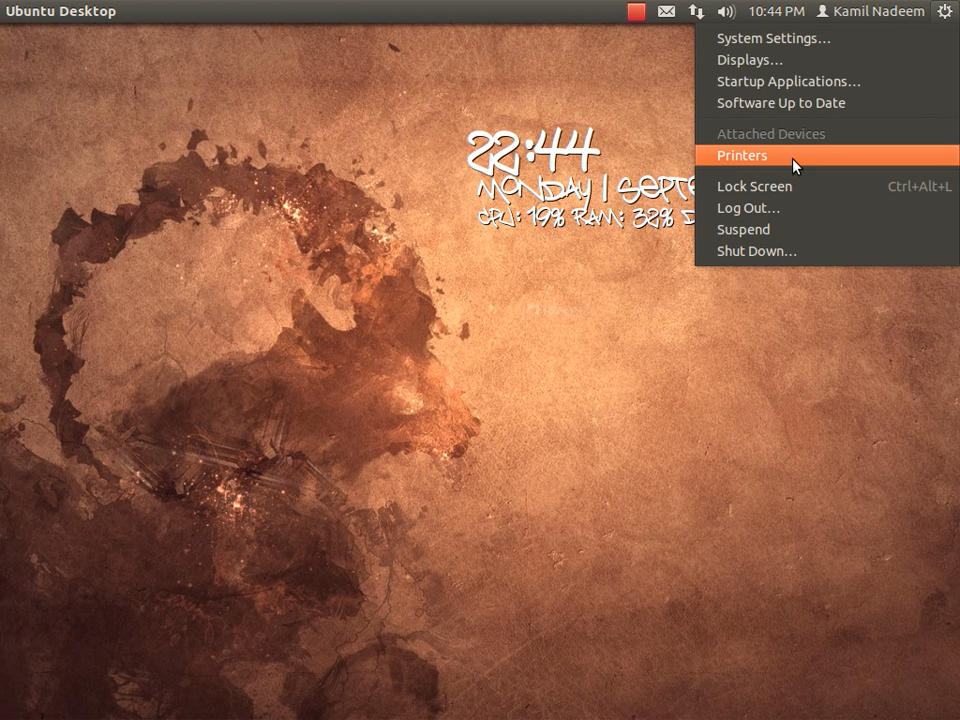 Ubuntu Desktop
10:44 PM Kamil Nadeem
System Settings...
Displays...
Startup Applications...
Software Up to Date
Attached Devices
Printers
Lock Screen Ctrl+Alt+L
Log Out...
Suspend
Shut Down...
22:44
MONDAY 1 SEPTE
CPU: 19% RAM: 32% D